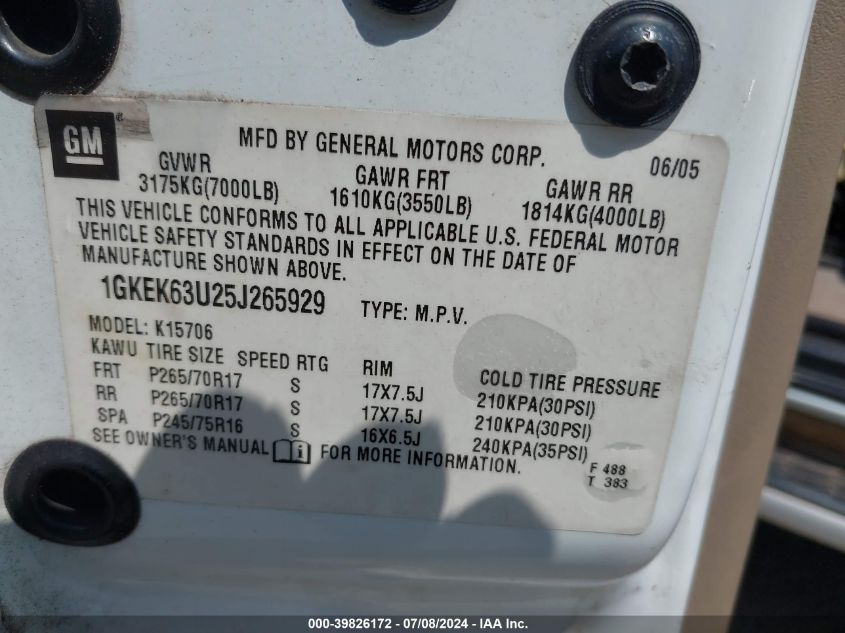 GM
MFD BY GENERAL MOTORS CORP. 06/05
GVWR GAWR FRT GAWR RR
3175KG(7000LB) 1610KG(3550LB) 1814KG(4000LB)
THIS VEHICLE CONFORMS TO ALL APPLICABLE U.S. FEDERAL MOTOR
VEHICLE SAFETY STANDARDS IN EFFECT ON THE DATE OF
MANUFACTURE SHOWN ABOVE.
1GKEK63U25J265929 TYPE: M.P.V.
MODEL: K15706
KAWU TIRE SIZE SPEED RTG RIM COLD TIRE PRESSURE
FRT P265/70R17 S 17X7.5J 210KPA(30PSI)
RR P265/70R17 S 17X7.5J 210KPA(30PSI)
SPA P245/75R16 S 16X6.5J 240KPA(35PSI)
SEE OWNER'S MANUAL i FOR MORE INFORMATION.
F 488
T 383
000-39826172 / 07/08/2024 - IAA Inc.